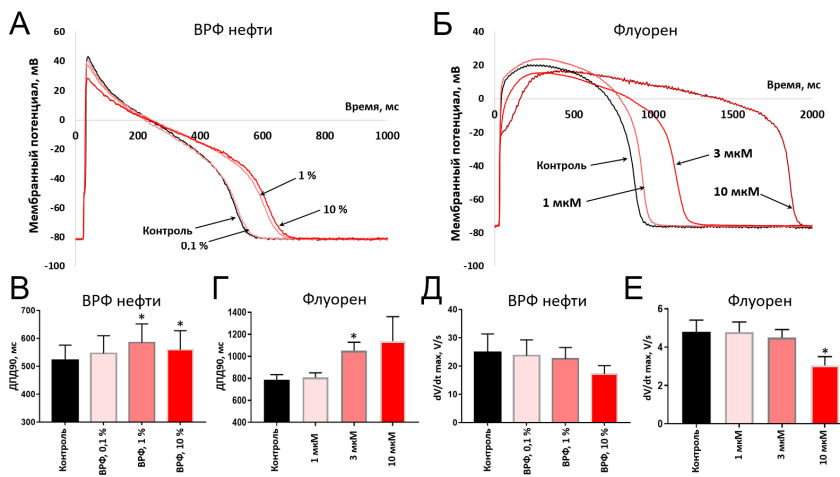 А
ВРФ нефти
Мембранный потенциал, мВ
60
40
20
0
-20
-40
-60
-80
-100
0
200
400
600
800
1000
Время, мс
1 %
10 %
Контроль
0,1 %
Б
Флуорен
Мембранный потенциал, мВ
40
20
0
-20
-40
-60
-80
-100
500
1000
1500
2000
Время, мс
Контроль
1 мкМ
3 мкМ
10 мкМ
В
ВРФ нефти
ДПД90, мс
700
600
500
400
300
*
*
Контроль
ВРФ, 0,1 %
ВРФ, 1 %
ВРФ, 10 %
Г
Флуорен
ДПД90, мс
1400
1200
1000
800
600
400
*
Контроль
1 мкМ
3 мкМ
10 мкМ
Д
ВРФ нефти
dV/dt max, V/s
40
30
20
10
0
Контроль
ВРФ, 0,1 %
ВРФ, 1 %
ВРФ, 10 %
Е
Флуорен
dV/dt max, V/s
6
4
2
0
*
Контроль
1 мкМ
3 мкМ
10 мкМ